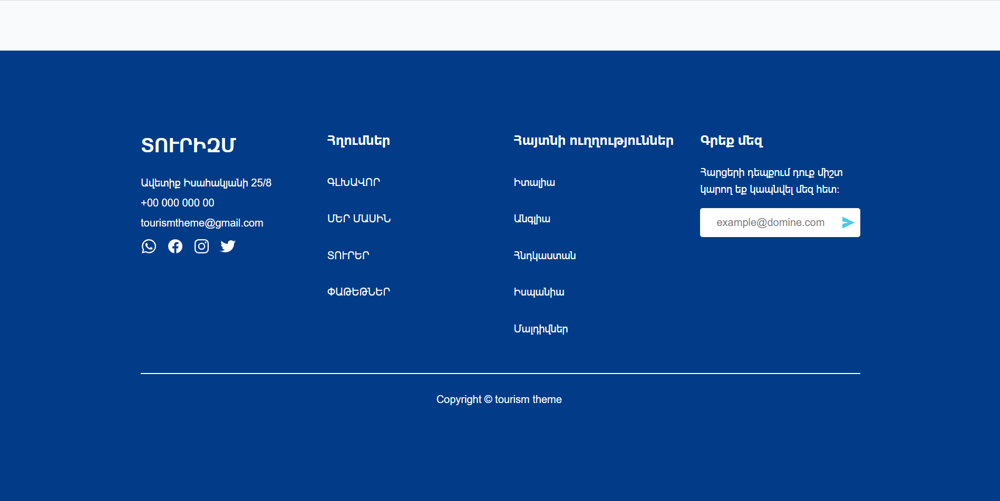 ՏՈՒՐԻԶՄ
Ավետիք Իսահակյանի 25/8
+00 000 000 00
tourismtheme@gmail.com
Հղումներ
ԳԼԽԱՎՈՐ
ՄԵՐ ՄԱՍԻՆ
ՏՈՒՐԵՐ
ՓԱԹԵԹՆԵՐ
Հայտնի ուղղություններ
Իտալիա
Անգլիա
Հնդկաստան
Իսպանիա
Մալդիվներ
Գրեք մեզ
Հարցերի դեպքում դուք միշտ
կարող եք կապնվել մեզ հետ:
example@domine.com
Copyright © tourism theme